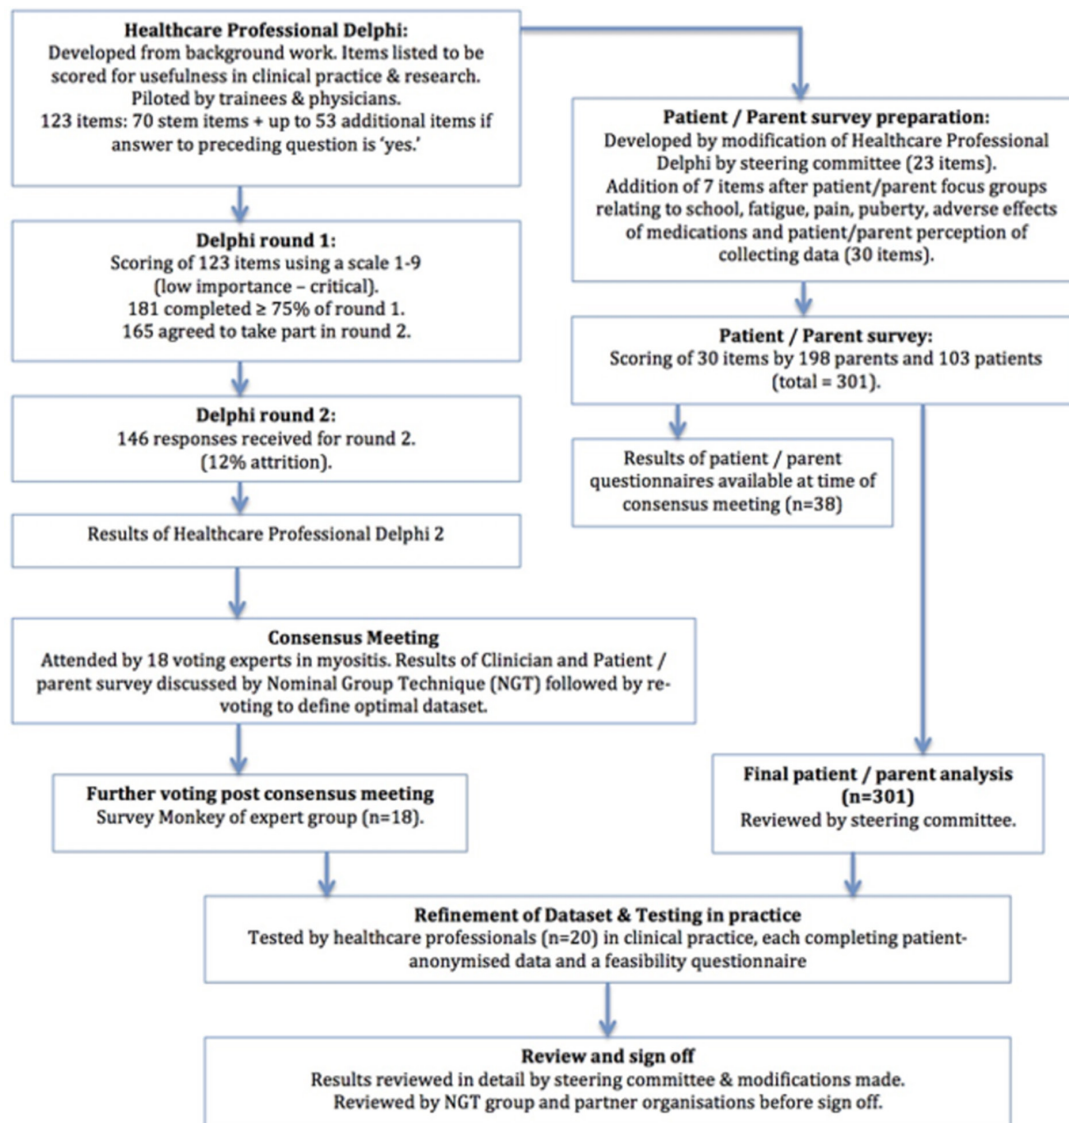 Healthcare Professional Delphi:
Developed from background work. Items listed to be
scored for usefulness in clinical practice & research.
Piloted by trainees & physicians.
123 items: 70 stem items + up to 53 additional items if
answer to preceding question is ‘yes.’
Delphi round 1:
Scoring of 123 items using a scale 1-9
(low importance – critical).
181 completed ≥ 75% of round 1.
165 agreed to take part in round 2.
Delphi round 2:
146 responses received for round 2.
(12% attrition).
Results of Healthcare Professional Delphi 2
Patient / Parent survey preparation:
Developed by modification of Healthcare Professional
Delphi by steering committee (23 items).
Addition of 7 items after patient/parent focus groups
relating to school, fatigue, pain, puberty, adverse effects
of medications and patient/parent perception of
collecting data (30 items).
Patient / Parent survey:
Scoring of 30 items by 198 parents and 103 patients
(total = 301).
Results of patient / parent
questionnaires available at time of
consensus meeting (n=38)
Consensus Meeting
Attended by 18 voting experts in myositis. Results of Clinician and Patient /
parent survey discussed by Nominal Group Technique (NGT) followed by re-
voting to define optimal dataset.
Further voting post consensus meeting
Survey Monkey of expert group (n=18).
Final patient / parent analysis
(n=301)
Reviewed by steering committee.
Refinement of Dataset & Testing in practice
Tested by healthcare professionals (n=20) in clinical practice, each completing patient-
anonymised data and a feasibility questionnaire
Review and sign off
Results reviewed in detail by steering committee & modifications made.
Reviewed by NGT group and partner organisations before sign off.